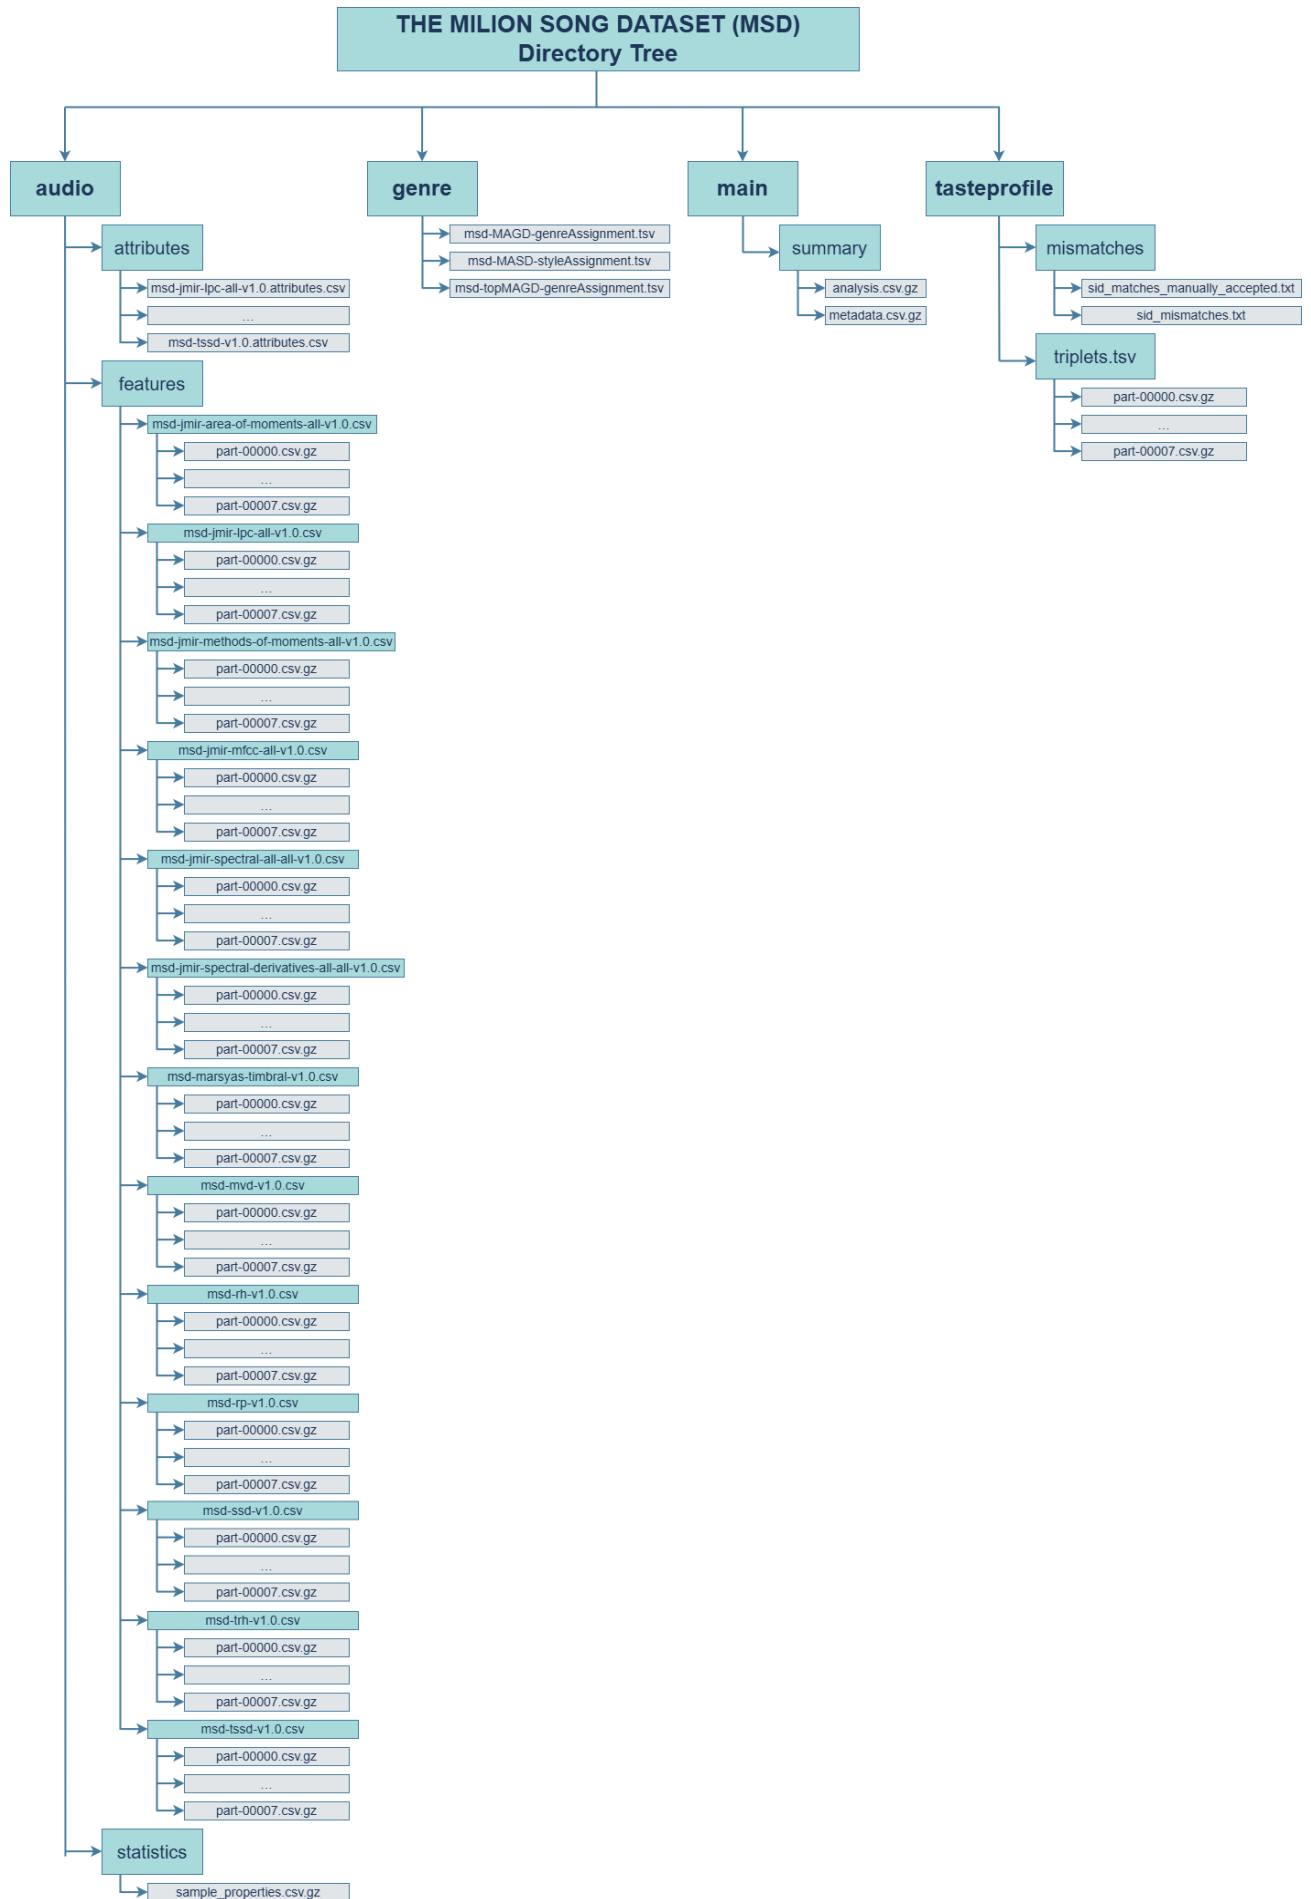 THE MILION SONG DATASET (MSD)
Directory Tree
audio
attributes
msd-jmir-lpc-all-v1.0.attributes.csv
...
msd-tssd-v1.0.attributes.csv
features
msd-jmir-area-of-moments-all-v1.0.csv
part-00000.csv.gz
...
part-00007.csv.gz
msd-jmir-lpc-all-v1.0.csv
part-00000.csv.gz
...
part-00007.csv.gz
msd-jmir-methods-of-moments-all-v1.0.csv
part-00000.csv.gz
...
part-00007.csv.gz
msd-jmir-mfcc-all-v1.0.csv
part-00000.csv.gz
...
part-00007.csv.gz
msd-jmir-spectral-all-all-v1.0.csv
part-00000.csv.gz
...
part-00007.csv.gz
msd-jmir-spectral-derivatives-all-all-v1.0.csv
part-00000.csv.gz
...
part-00007.csv.gz
msd-marsyas-timbral-v1.0.csv
part-00000.csv.gz
...
part-00007.csv.gz
msd-mvd-v1.0.csv
part-00000.csv.gz
...
part-00007.csv.gz
msd-rh-v1.0.csv
part-00000.csv.gz
...
part-00007.csv.gz
msd-rp-v1.0.csv
part-00000.csv.gz
...
part-00007.csv.gz
msd-ssd-v1.0.csv
part-00000.csv.gz
...
part-00007.csv.gz
msd-trh-v1.0.csv
part-00000.csv.gz
...
part-00007.csv.gz
msd-tssd-v1.0.csv
part-00000.csv.gz
...
part-00007.csv.gz
statistics
sample_properties.csv.gz
genre
msd-MAGD-genreAssignment.tsv
msd-MASD-styleAssignment.tsv
msd-topMAGD-genreAssignment.tsv
main
summary
analysis.csv.gz
metadata.csv.gz
tasteprofile
mismatches
sid_matches_manually_accepted.txt
sid_mismatches.txt
triplets.tsv
part-00000.csv.gz
...
part-00007.csv.gz